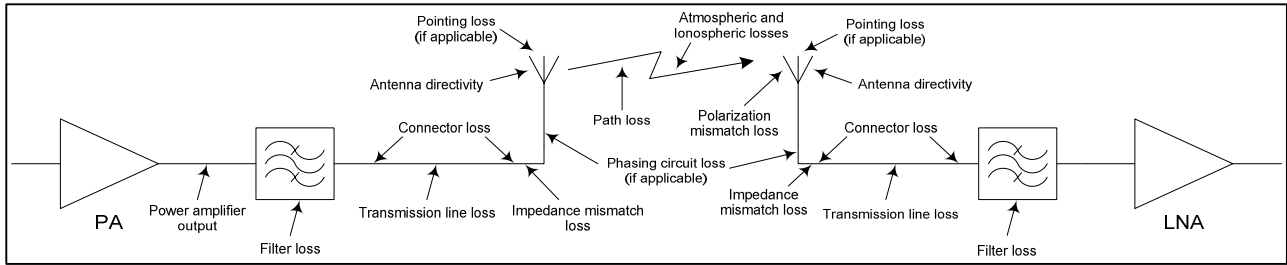 Pointing loss
(if applicable)
Atmospheric and
Ionospheric losses
Pointing loss
(if applicable)
Antenna directivity
Antenna directivity
Path loss
Polarization
mismatch loss
Connector loss
Connector loss
Phasing circuit loss
(if applicable)
PA
Power amplifier
output
Filter loss
Transmission line loss
Impedance mismatch
loss
Impedance
mismatch loss
Transmission line loss
Filter loss
LNA